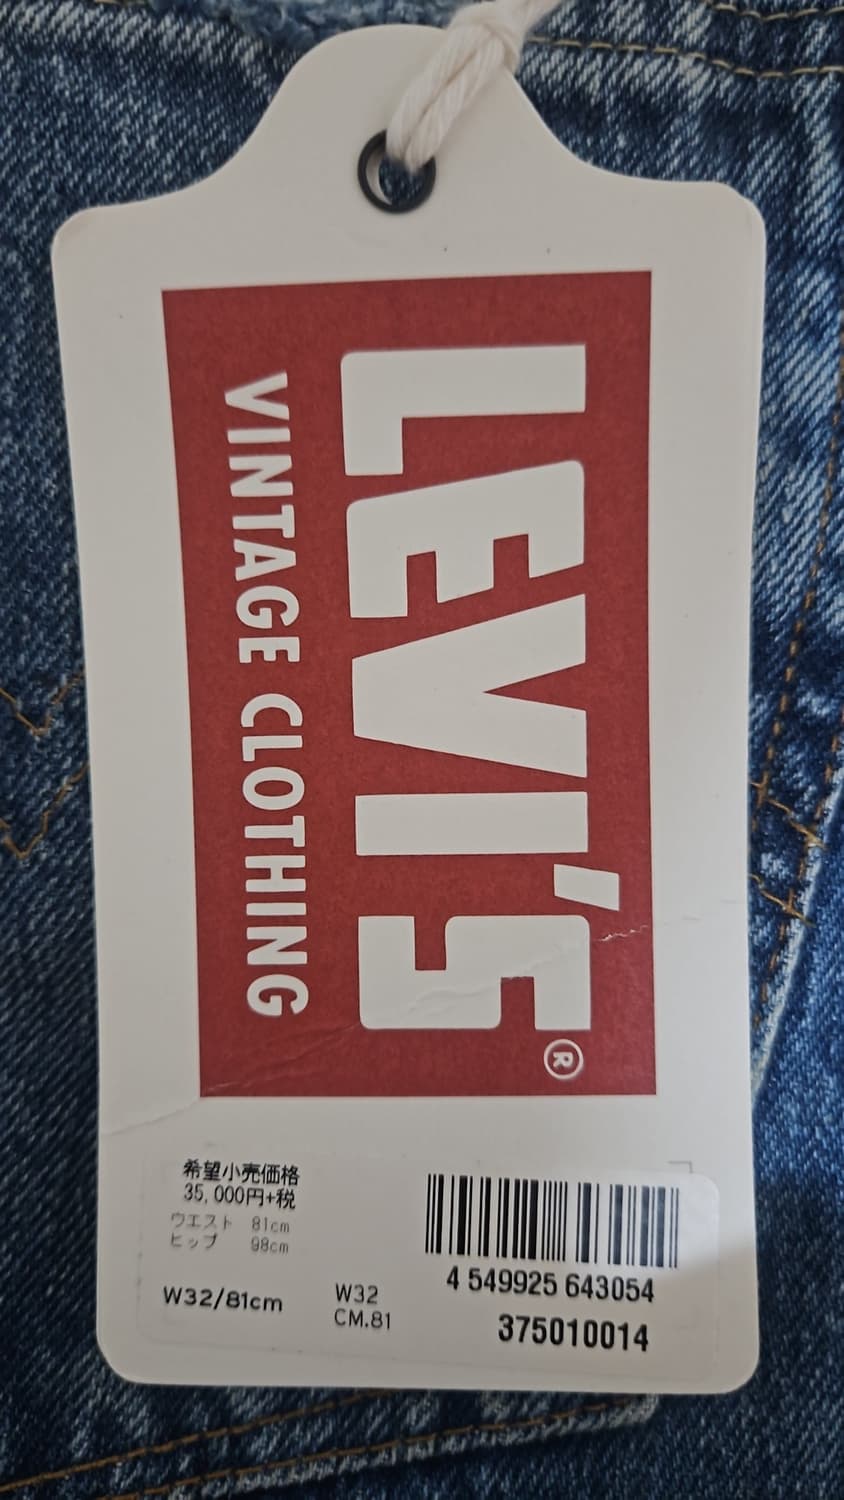 LEVI'S®
VINTAGE CLOTHING
希望小売価格
35,000円+税
ウエスト 81cm
ヒップ 98cm
W32/81cm
W32
CM.81
4 549925 643054
375010014